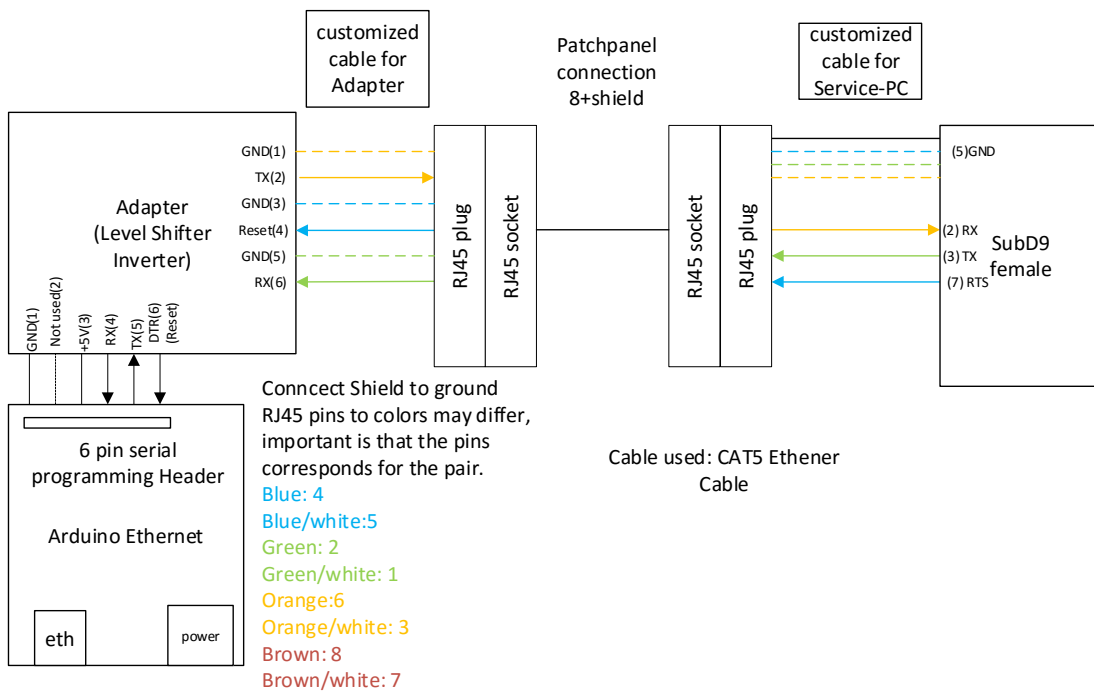 customized
cable for
Adapter
Patchpanel
connection
8+shield
customized
cable for
Service-PC
Adapter
(Level Shifter
Inverter)
GND(1)
TX(2)
GND(3)
Reset(4)
GND(5)
RX(6)
GND(1)
Not used(2)
+5V(3)
RX(4)
TX(5)
DTR(6)
(Reset)
RJ45 plug
RJ45 socket
RJ45 socket
RJ45 plug
(5)GND
(2) RX
(3) TX
(7) RTS
SubD9
female
6 pin serial
programming Header
Arduino Ethernet
eth
power
Conncect Shield to ground
RJ45 pins to colors may differ,
important is that the pins
corresponds for the pair.
Blue: 4
Blue/white:5
Green: 2
Green/white: 1
Orange:6
Orange/white: 3
Brown: 8
Brown/white: 7
Cable used: CAT5 Ethener
Cable